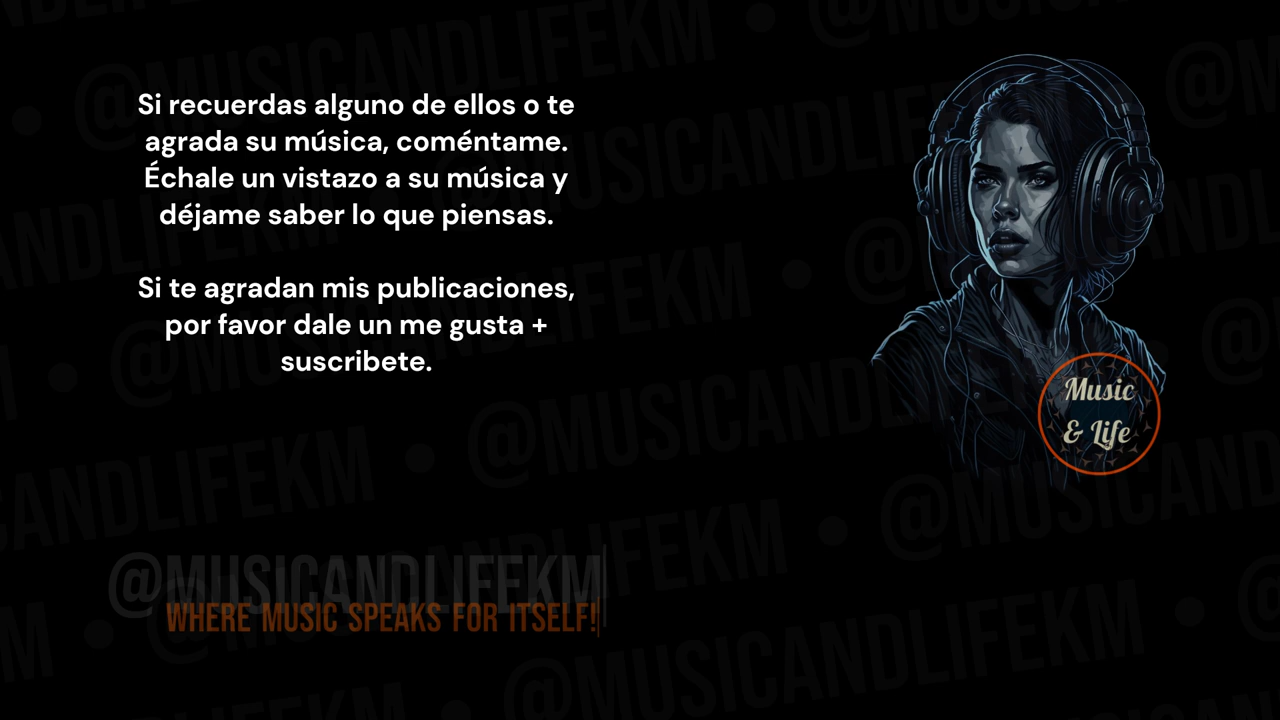 Si recuerdas alguno de ellos o te
agrada su música, coméntame.
Échale un vistazo a su música y
déjame saber lo que piensas.
Si te agradan mis publicaciones,
por favor dale un me gusta +
suscribete.
Music
& Life
@MUSICANDLIFEKM
WHERE MUSIC SPEAKS FOR ITSELF!
@MUSICANDLIFEKM • @MUSICANDLIFEKM